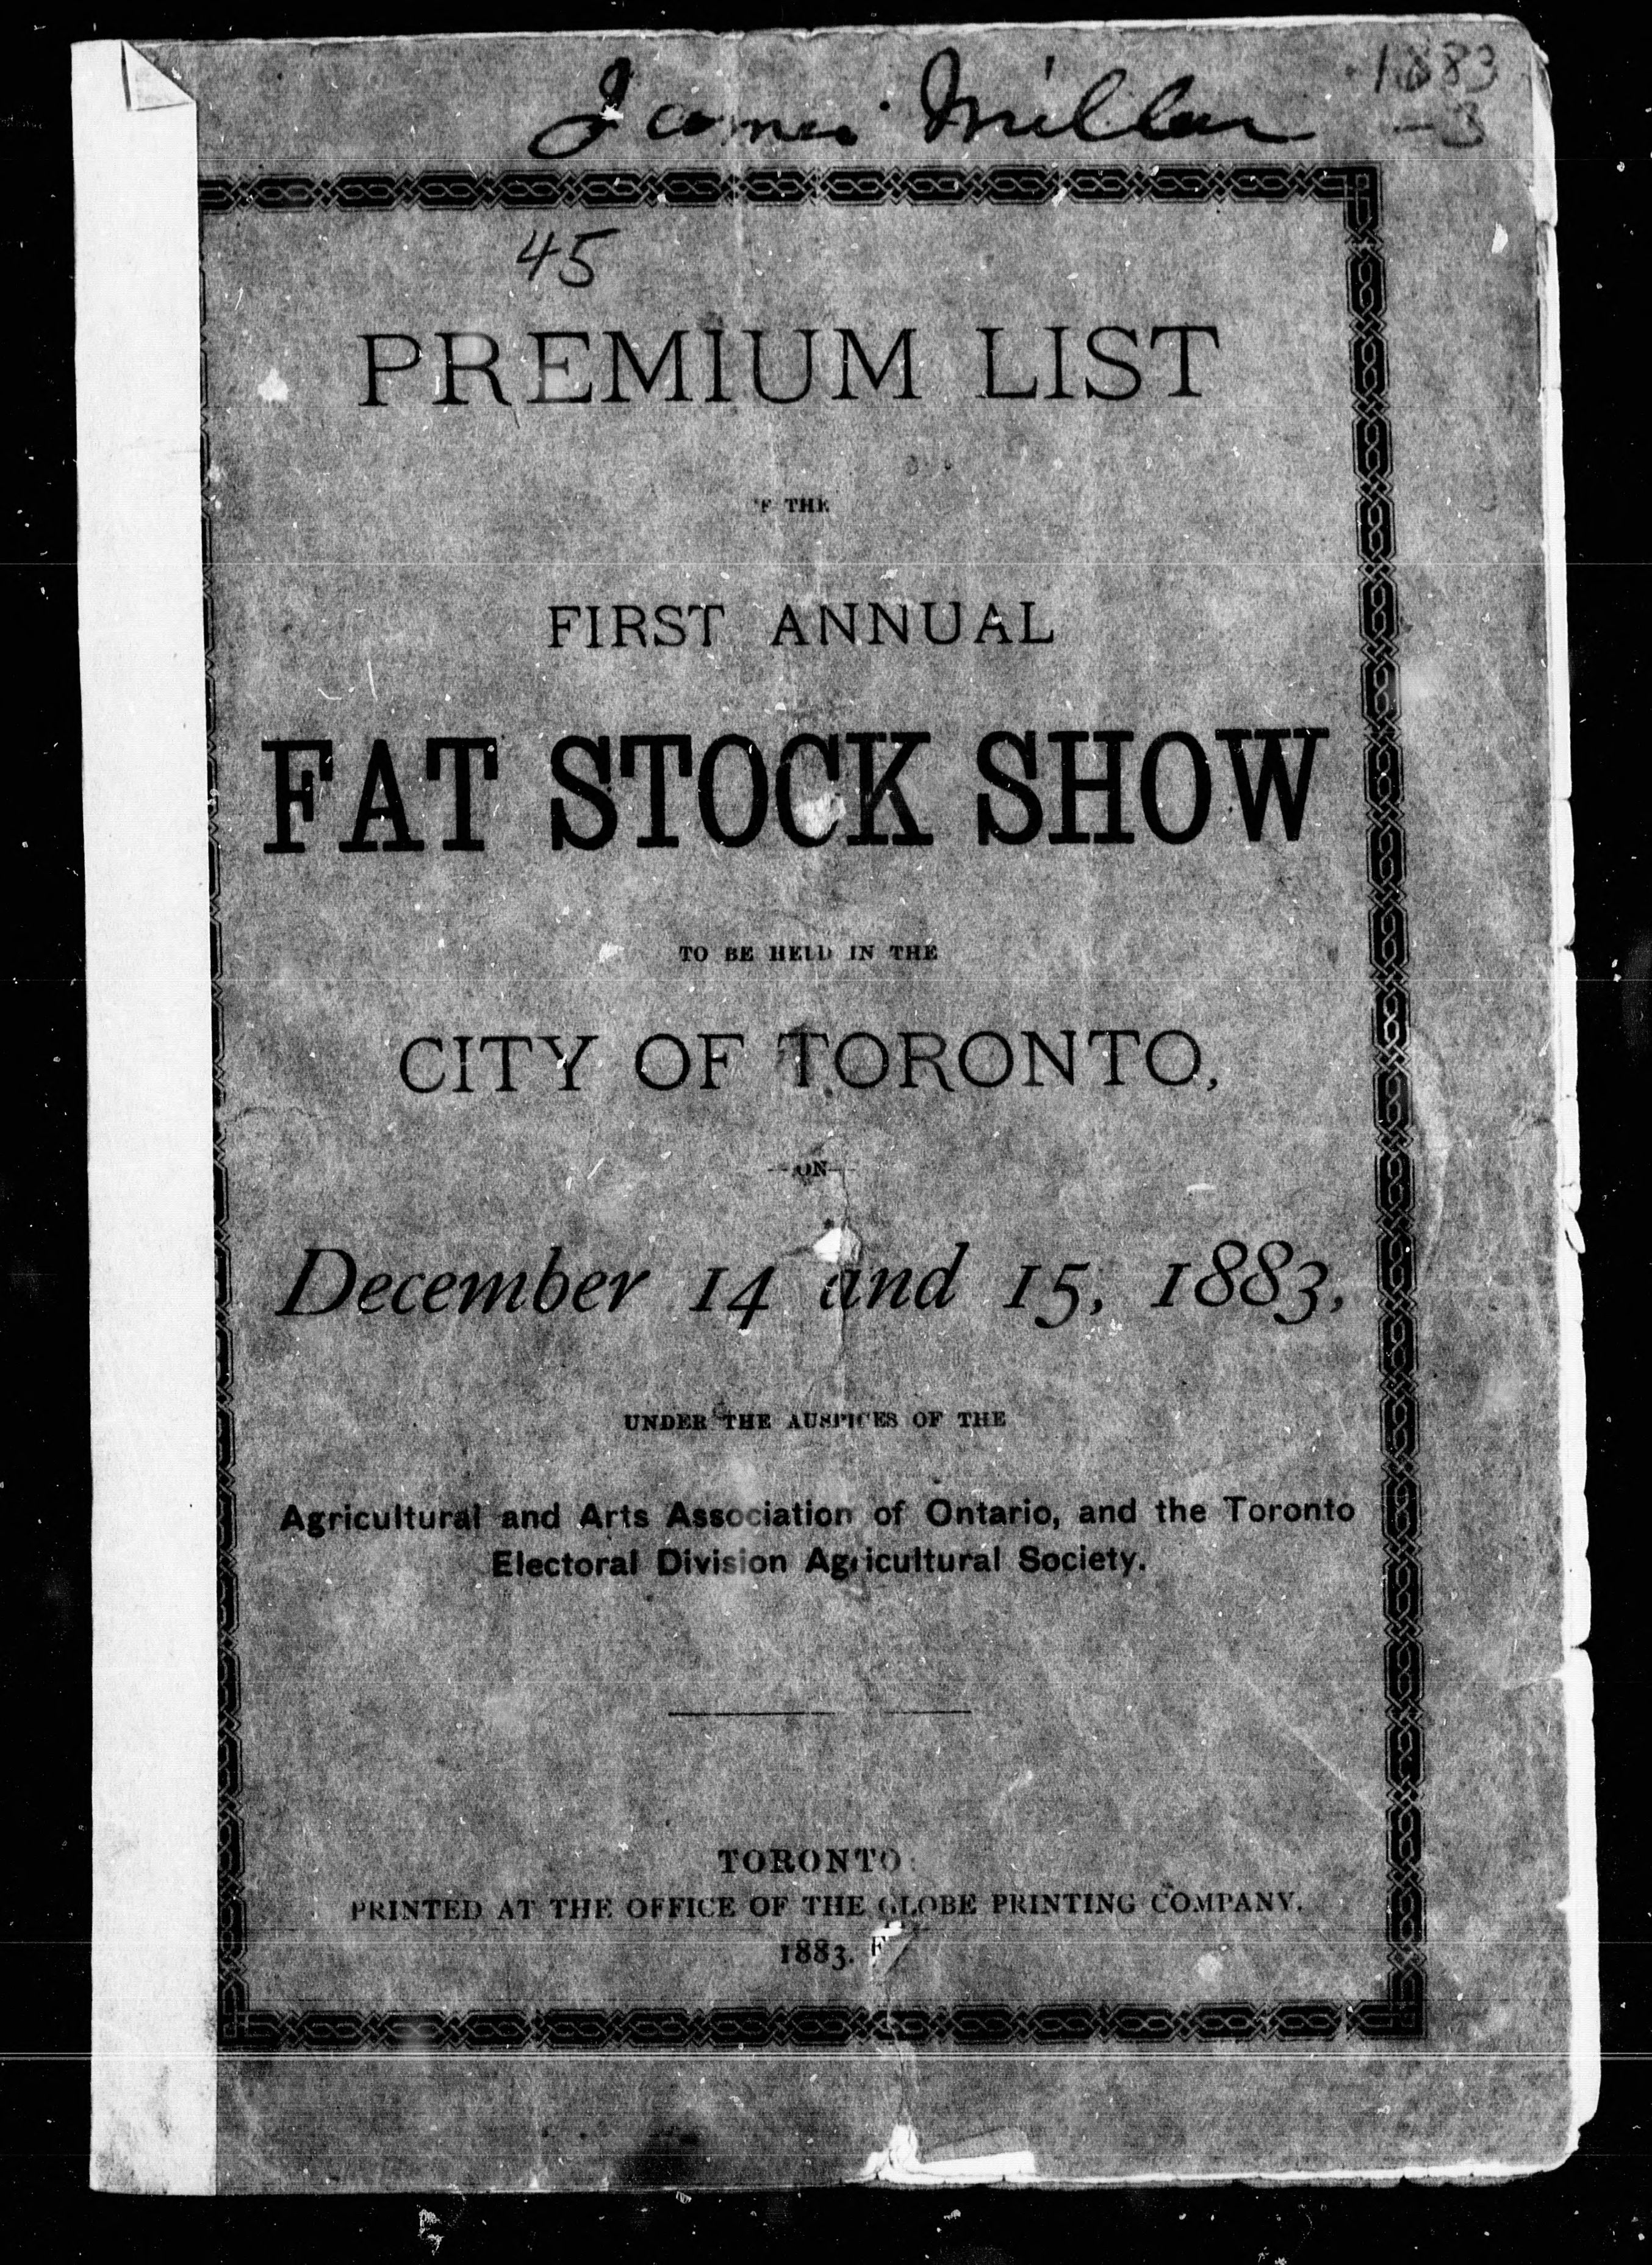 1883
James Millar
-3
45
PREMIUM LIST
'F THE
FIRST ANNUAL
FAT STOCK SHOW
TO BE HELD IN THE
CITY OF TORONTO,
—ON—
December 14 and 15, 1883,
UNDER THE AUSPICES OF THE
Agricultural and Arts Association of Ontario, and the Toronto
Electoral Division Agricultural Society.
TORONTO:
PRINTED AT THE OFFICE OF THE GLOBE PRINTING COMPANY.
1883.